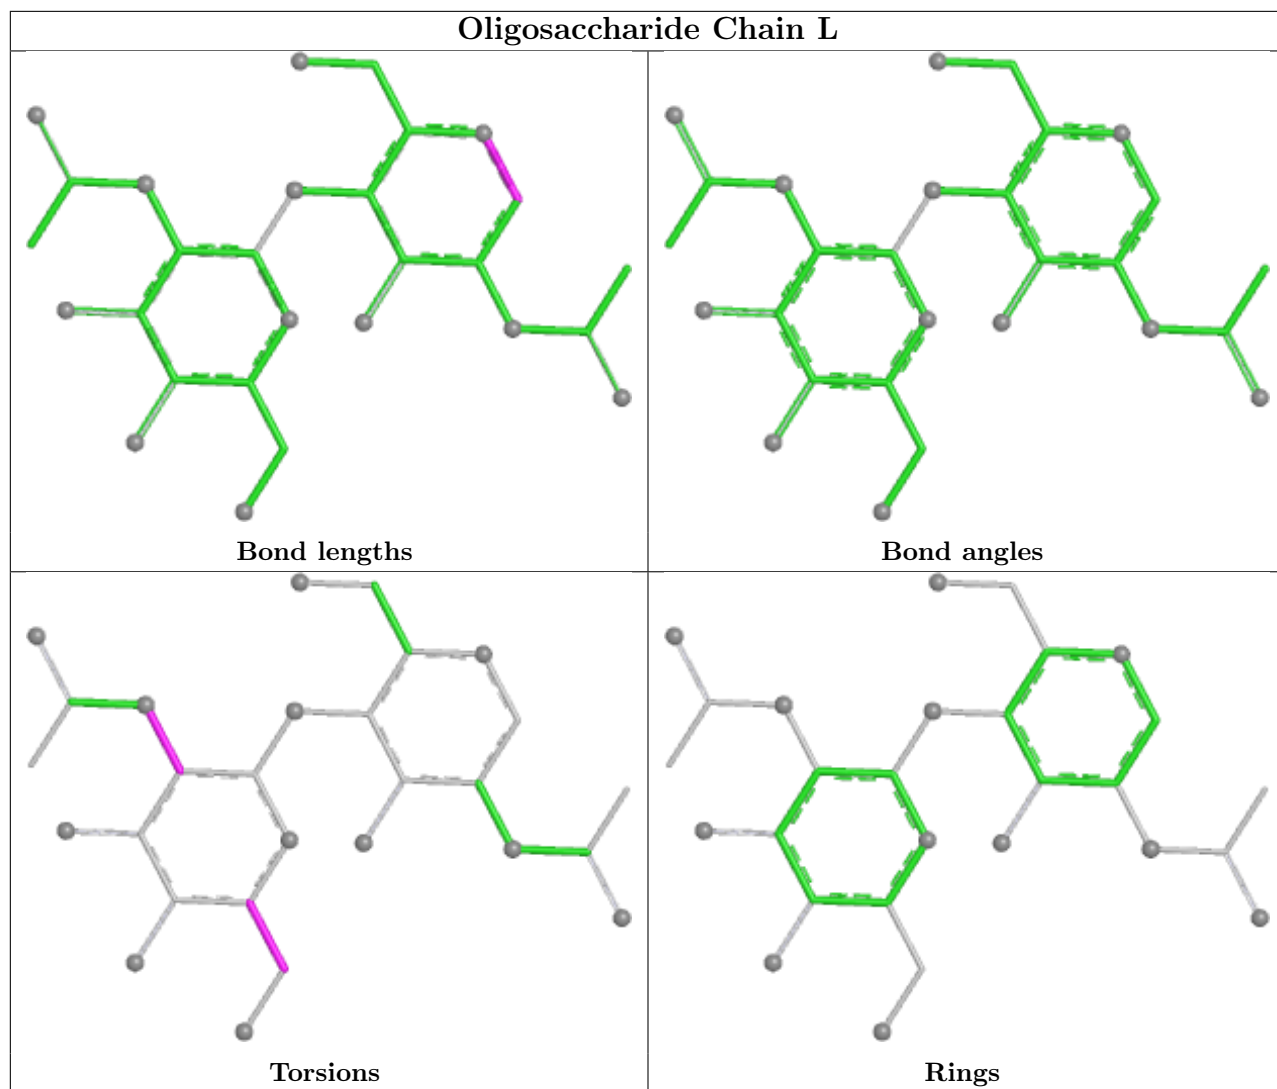 Oligosaccharide Chain L
Bond lengths
Bond angles
Torsions
Rings